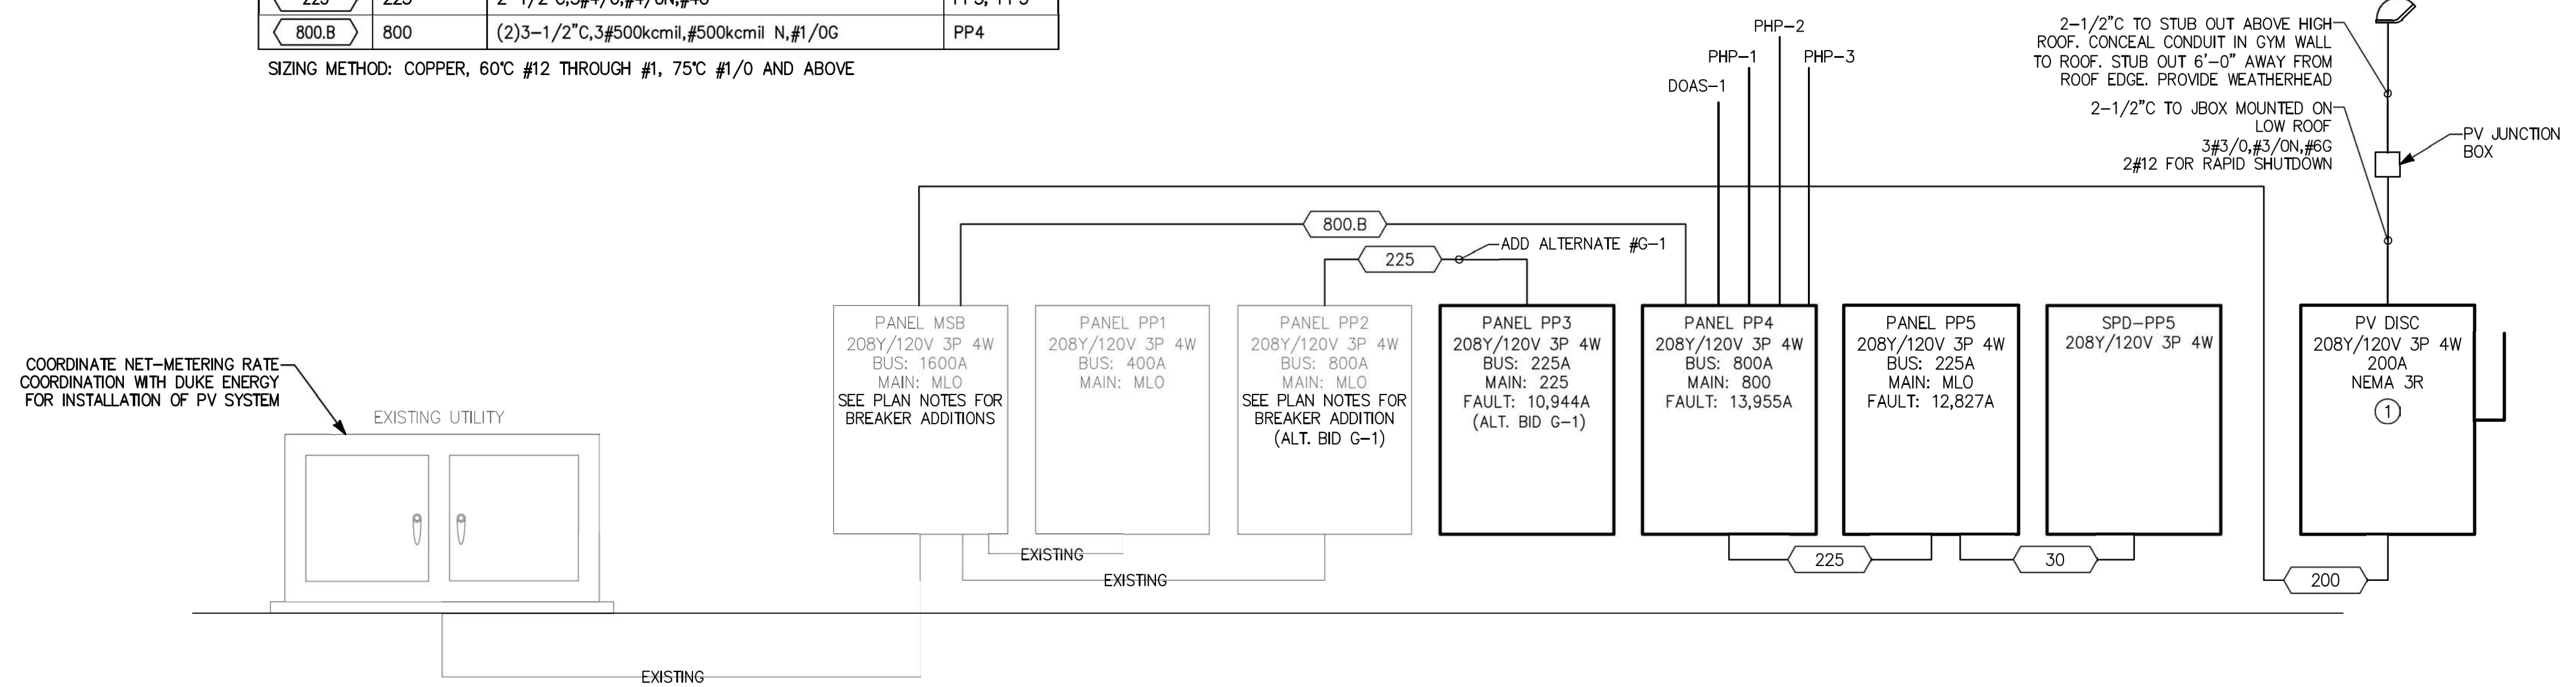 225
800.B 800 (2)3-1/2"C,3#500kcmil,#500kcmil N,#1/0G PP4
SIZING METHOD: COPPER, 60°C #12 THROUGH #1, 75°C #1/0 AND ABOVE
PHP-2
PHP-1
PHP-3
DOAS-1
2-1/2"C TO STUB OUT ABOVE HIGH
ROOF. CONCEAL CONDUIT IN GYM WALL
TO ROOF. STUB OUT 6'-0" AWAY FROM
ROOF EDGE. PROVIDE WEATHERHEAD
2-1/2"C TO JBOX MOUNTED ON
LOW ROOF
3#3/0,#3/0N,#6G
2#12 FOR RAPID SHUTDOWN
PV JUNCTION
BOX
800.B
225
ADD ALTERNATE #G-1
COORDINATE NET-METERING RATE
COORDINATION WITH DUKE ENERGY
FOR INSTALLATION OF PV SYSTEM
EXISTING UTILITY
PANEL MSB
208Y/120V 3P 4W
BUS: 1600A
MAIN: MLO
SEE PLAN NOTES FOR
BREAKER ADDITIONS
PANEL PP1
208Y/120V 3P 4W
BUS: 400A
MAIN: MLO
PANEL PP2
208Y/120V 3P 4W
BUS: 800A
MAIN: MLO
SEE PLAN NOTES FOR
BREAKER ADDITION
(ALT. BID G-1)
PANEL PP3
208Y/120V 3P 4W
BUS: 225A
MAIN: 225
FAULT: 10,944A
(ALT. BID G-1)
PANEL PP4
208Y/120V 3P 4W
BUS: 800A
MAIN: 800
FAULT: 13,955A
PANEL PP5
208Y/120V 3P 4W
BUS: 225A
MAIN: MLO
FAULT: 12,827A
SPD-PP5
208Y/120V 3P 4W
PV DISC
208Y/120V 3P 4W
200A
NEMA 3R
1
EXISTING
EXISTING
225
30
200
EXISTING